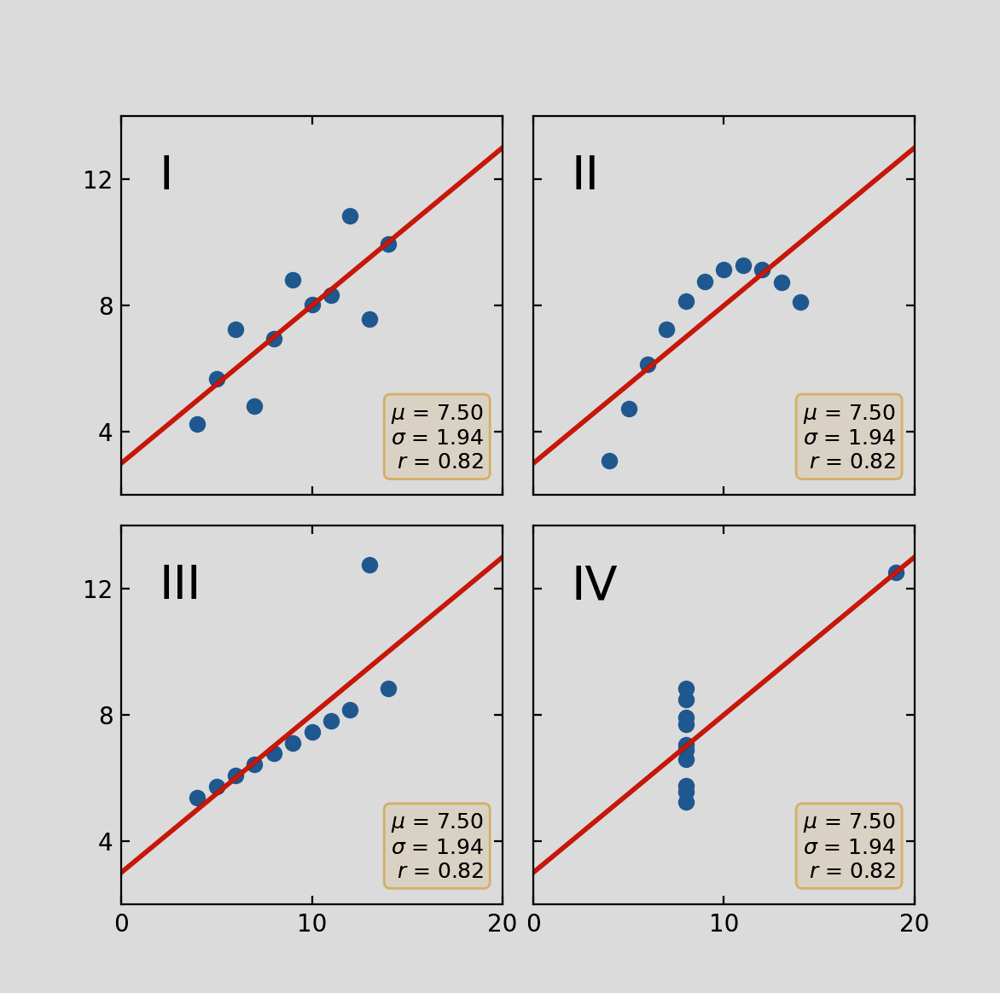 I
II
12
8
4
μ = 7.50
σ = 1.94
r = 0.82
μ = 7.50
σ = 1.94
r = 0.82
III
IV
12
8
4
μ = 7.50
σ = 1.94
r = 0.82
μ = 7.50
σ = 1.94
r = 0.82
0 10 20 0 10 20